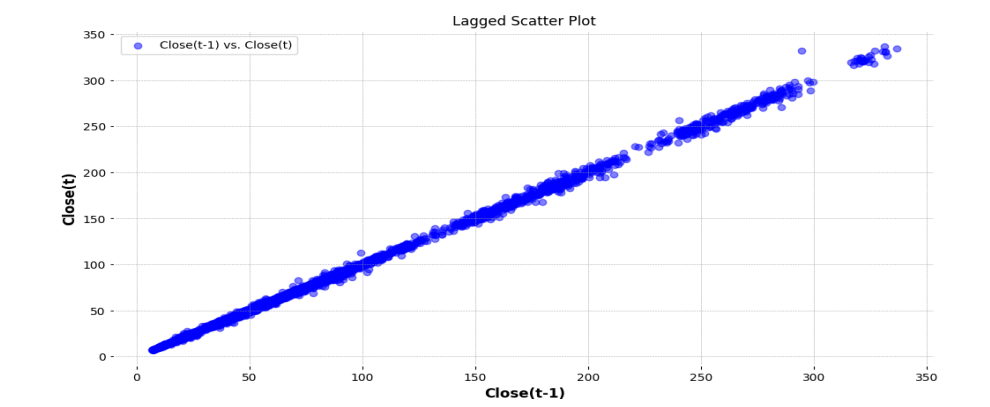 Lagged Scatter Plot
Close(t-1) vs. Close(t)
350
300
250
200
150
100
50
0
Close(t)
0 50 100 150 200 250 300 350
Close(t-1)